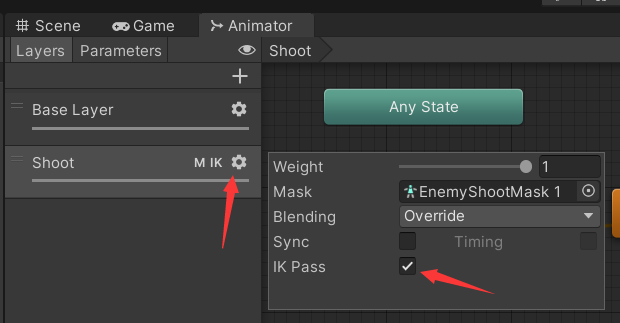 Scene Game Animator
Layers Parameters Shoot
+
Base Layer
Any State
Shoot M IK
Weight 1
Mask EnemyShootMask 1
Blending Override
Sync Timing
IK Pass